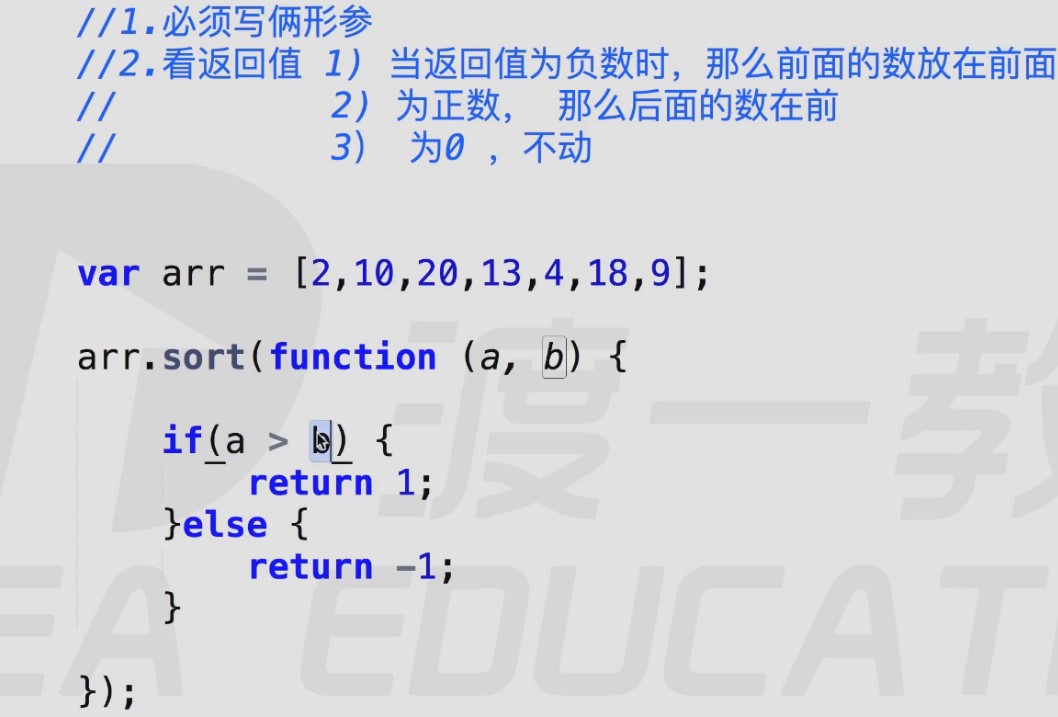 //1.必须写俩形参
//2.看返回值 1) 当返回值为负数时，那么前面的数放在前面
// 2) 为正数， 那么后面的数在前
// 3) 为0 ，不动
var arr = [2,10,20,13,4,18,9];
arr.sort(function (a, b) {
if(a > b) {
return 1;
}else {
return -1;
}
});
渡一教
EA EDUCATI